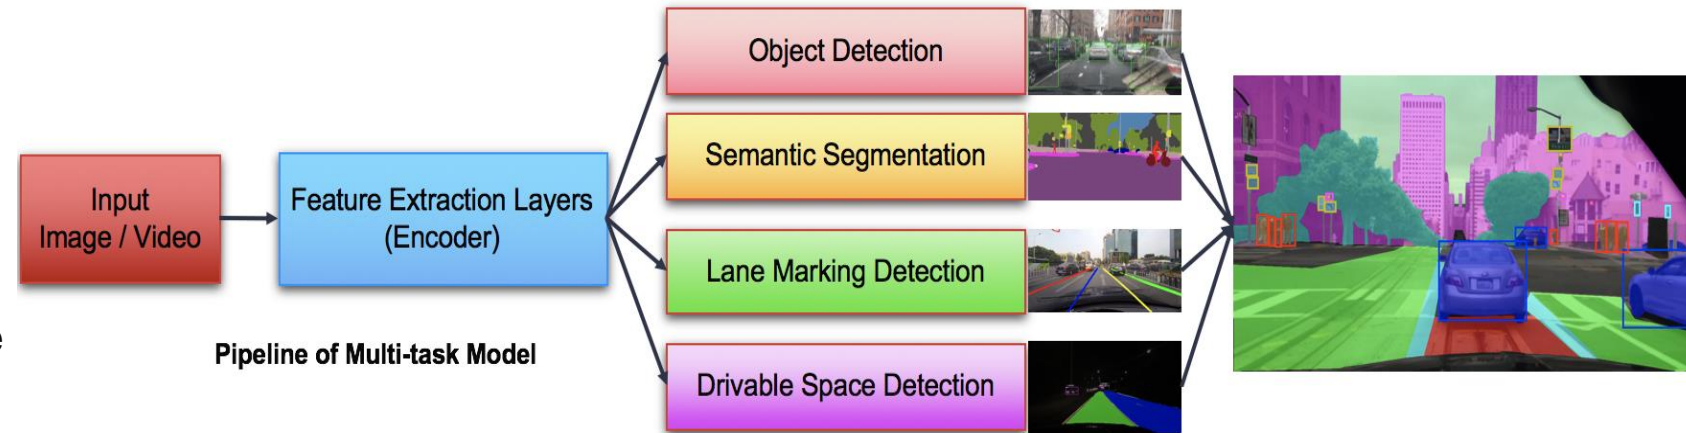 Input
Image / Video
Feature Extraction Layers
(Encoder)
Object Detection
Semantic Segmentation
Lane Marking Detection
Drivable Space Detection
Pipeline of Multi-task Model